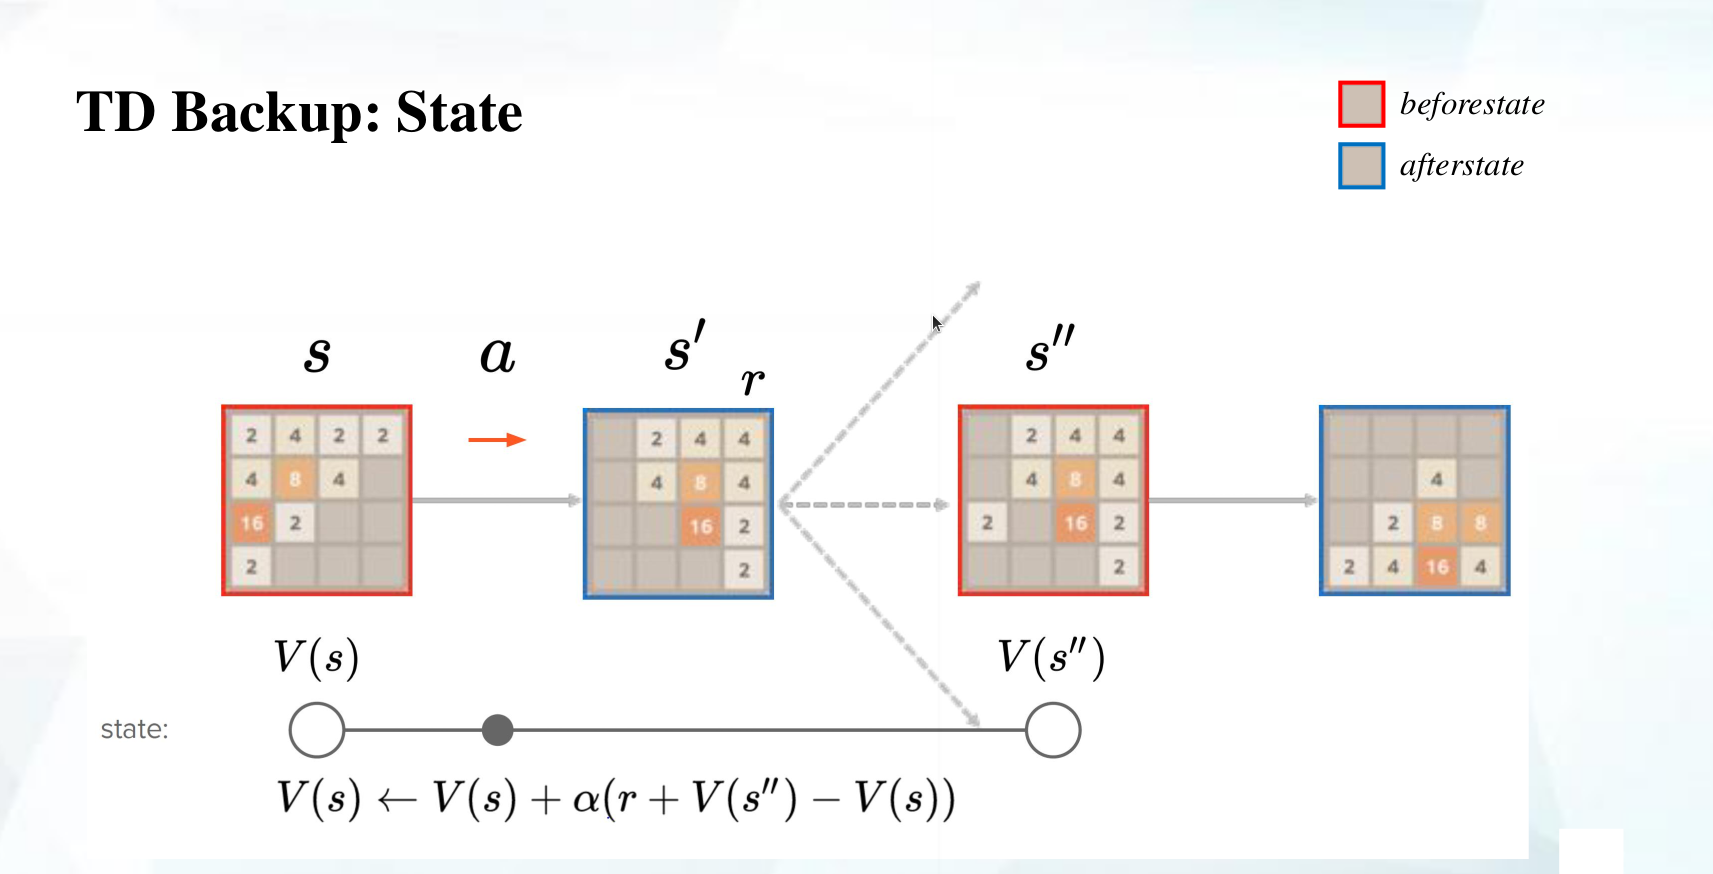 TD Backup: State
beforestate
afterstate
s a s′ r s″
2 4 2 2
4 8 4
16 2
2
2 4 4
4 8 4
16 2
2
2 4 4
4 8 4
2 16 2
2
4
2 8 8
2 4 16 4
V(s) V(s″)
state:
V(s) ← V(s) + α(r + V(s″) − V(s))